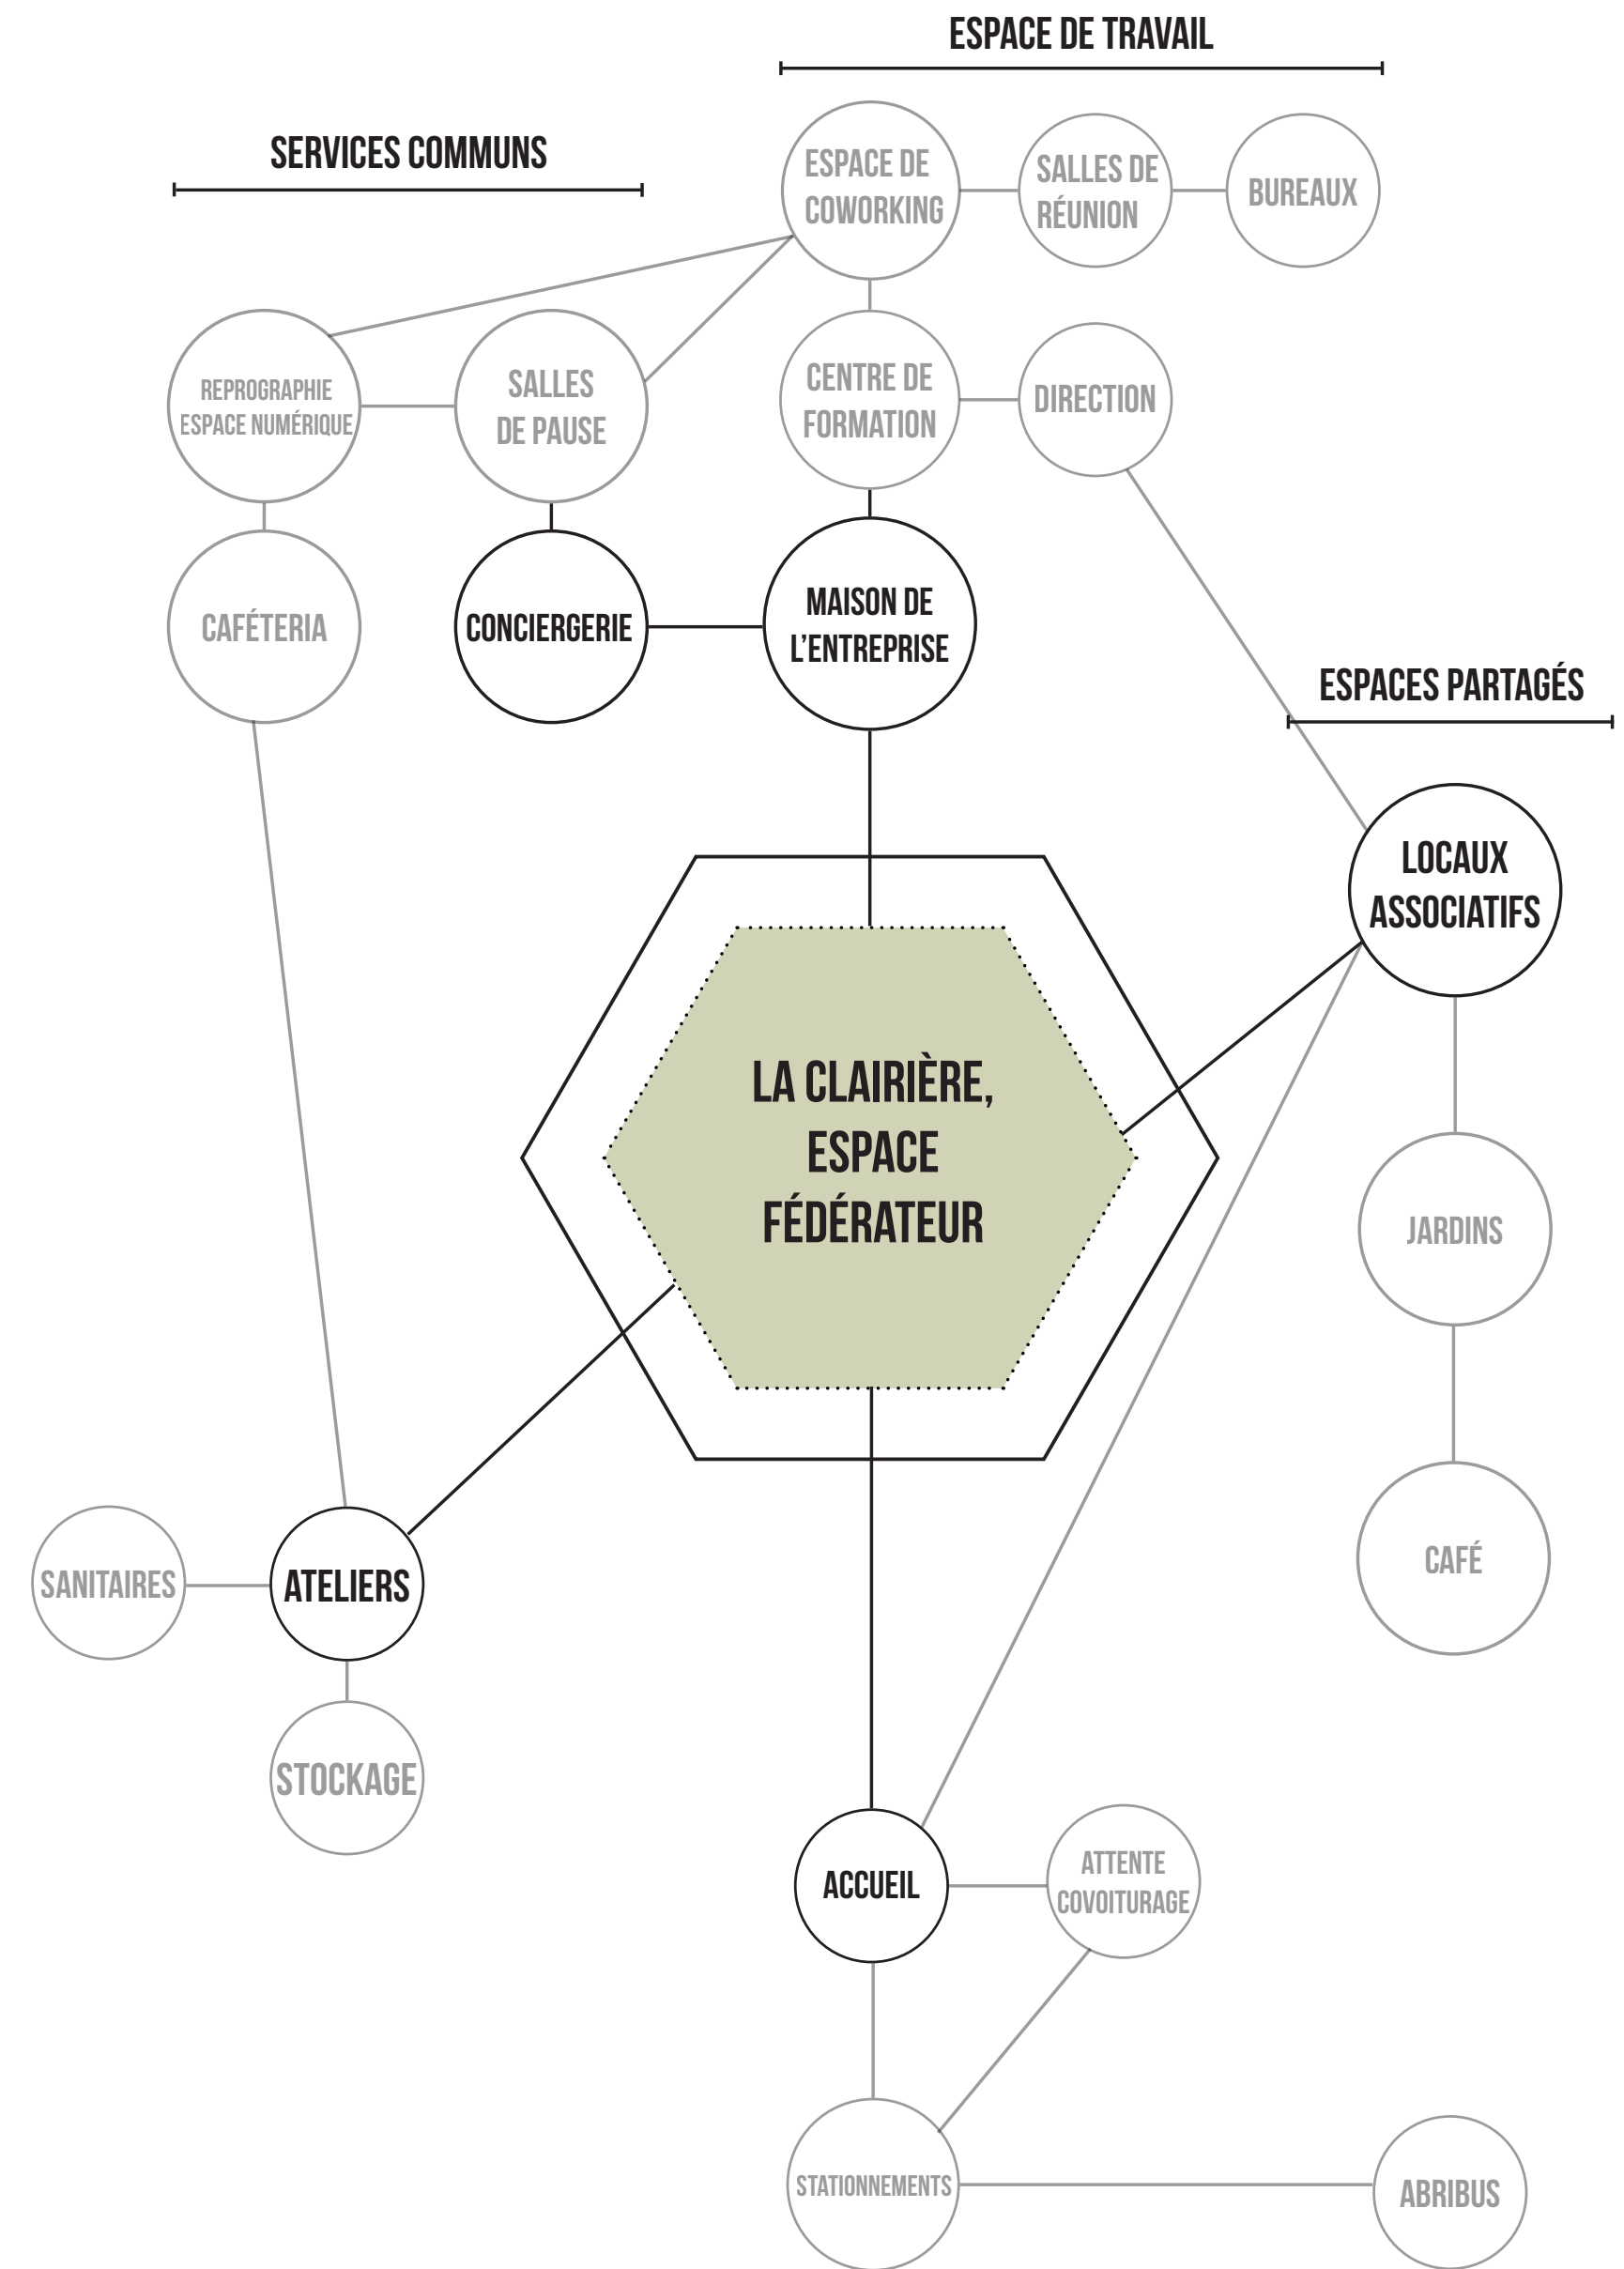 ESPACE DE TRAVAIL
SERVICES COMMUNS
ESPACE DE
COWORKING
SALLES DE
RÉUNION
BUREAUX
REPROGRAPHIE
ESPACE NUMÉRIQUE
SALLES
DE PAUSE
CENTRE DE
FORMATION
DIRECTION
CAFÉTERIA
CONCIERGERIE
MAISON DE
L'ENTREPRISE
ESPACES PARTAGÉS
LOCAUX
ASSOCIATIFS
LA CLAIRIÈRE,
ESPACE
FÉDÉRATEUR
JARDINS
CAFÉ
SANITAIRES
ATELIERS
STOCKAGE
ACCUEIL
ATTENTE
COVOITURAGE
STATIONNEMENTS
ABRIBUS